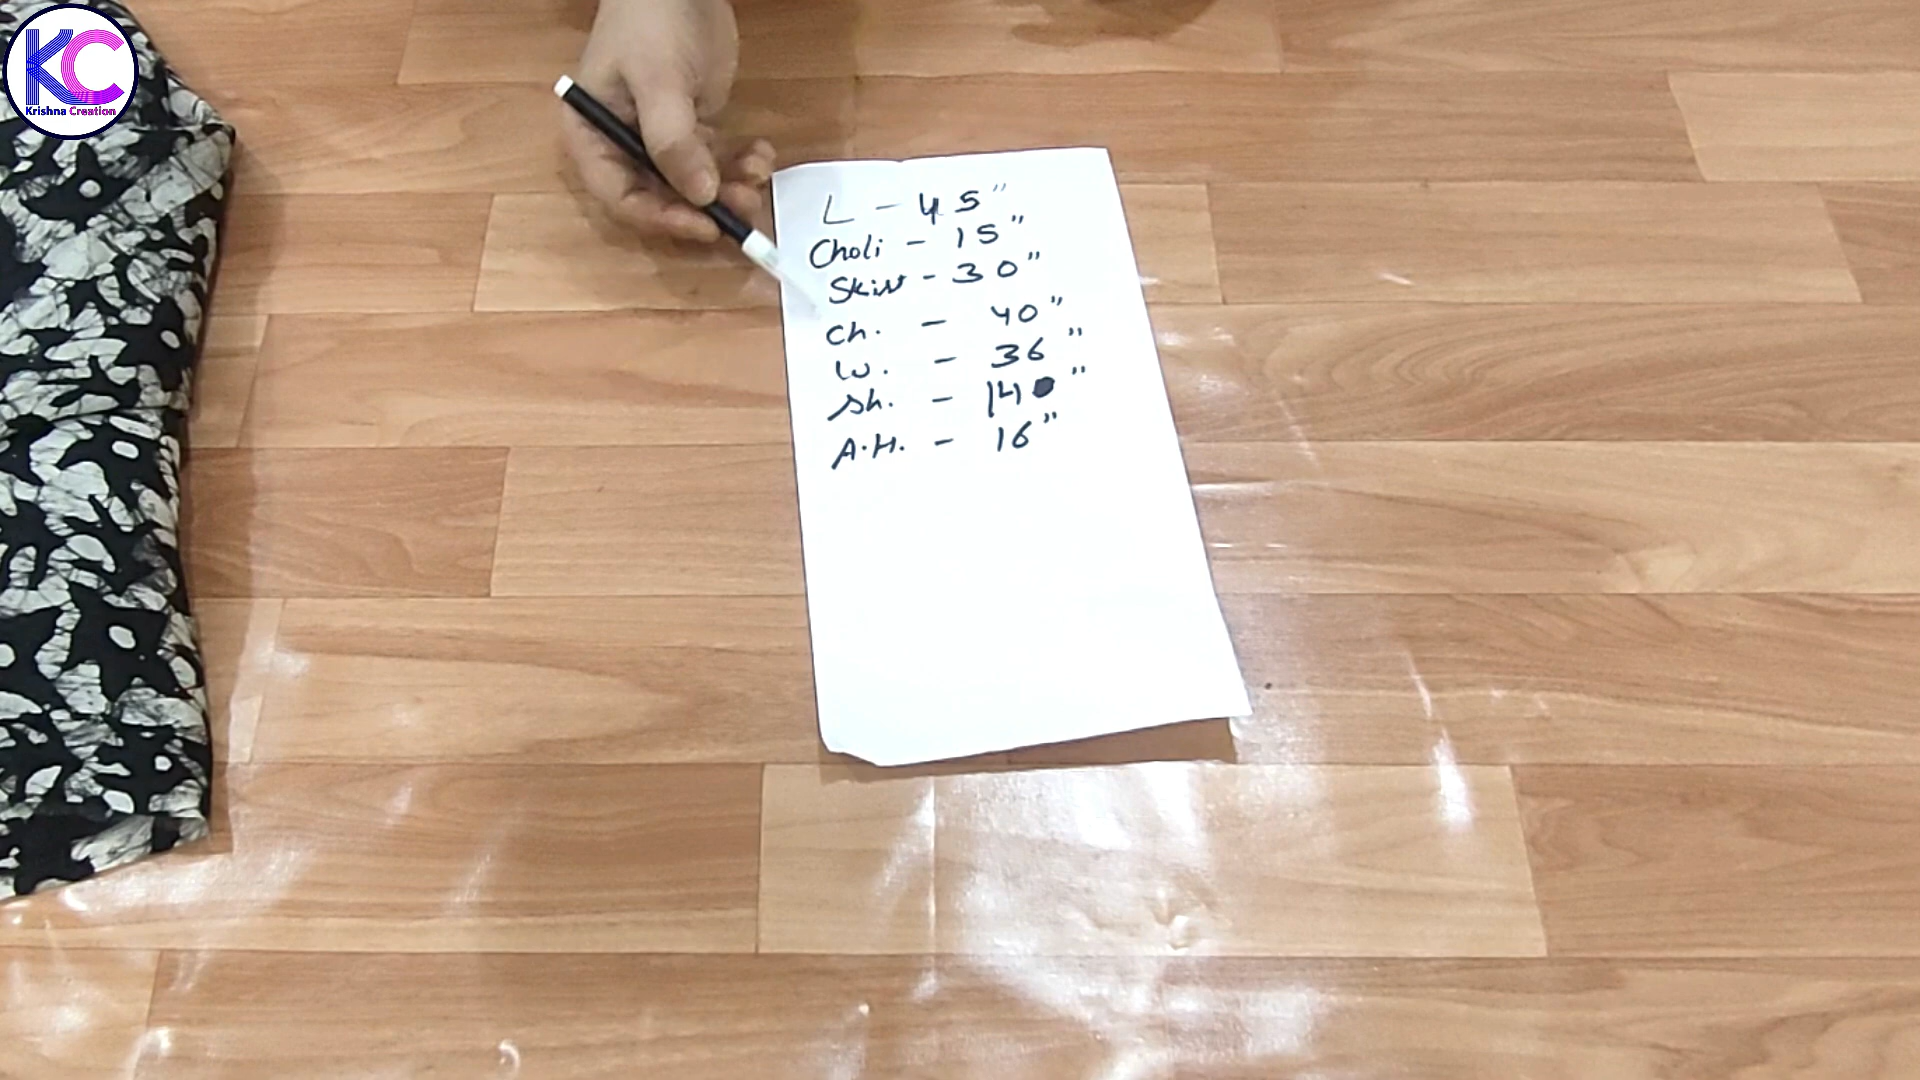 KC
Krishna Creation
L - 45"
Choli - 15"
Skirt - 30"
Ch. - 40"
W. - 36"
Sh. - 14"
A.H. - 16"